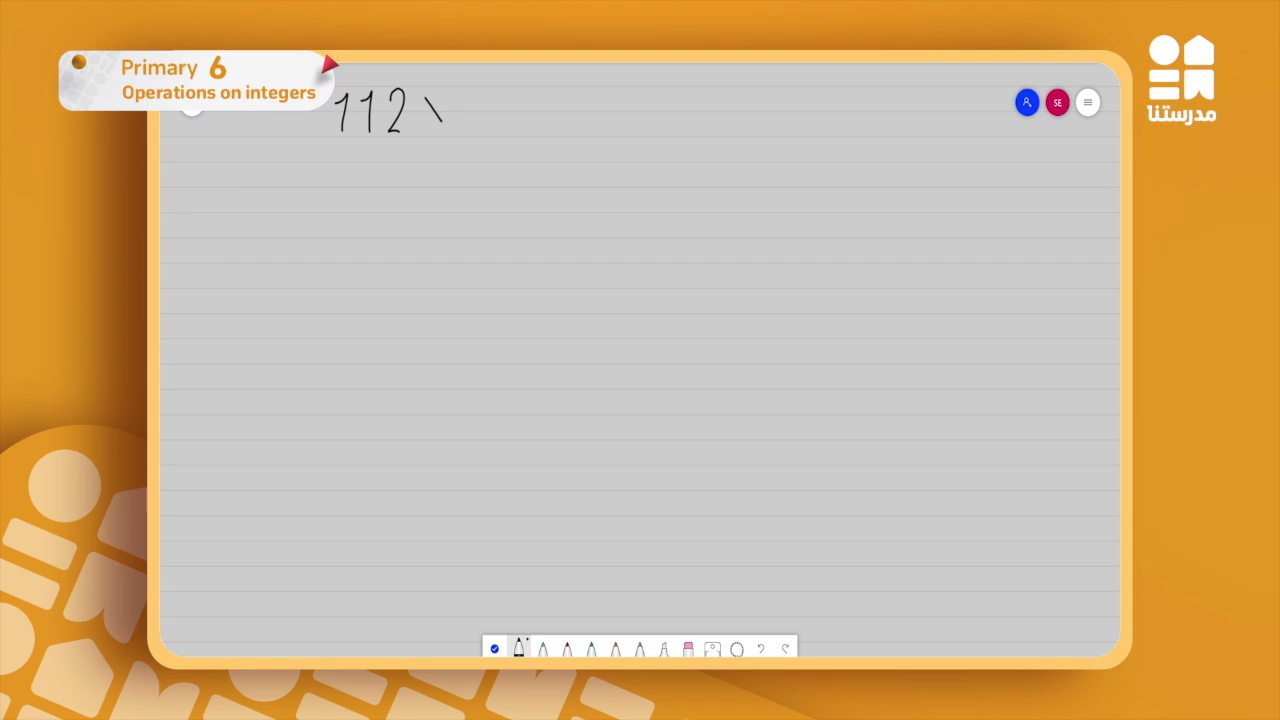 Primary 6
Operations on integers
112 \
SE
مدرستنا